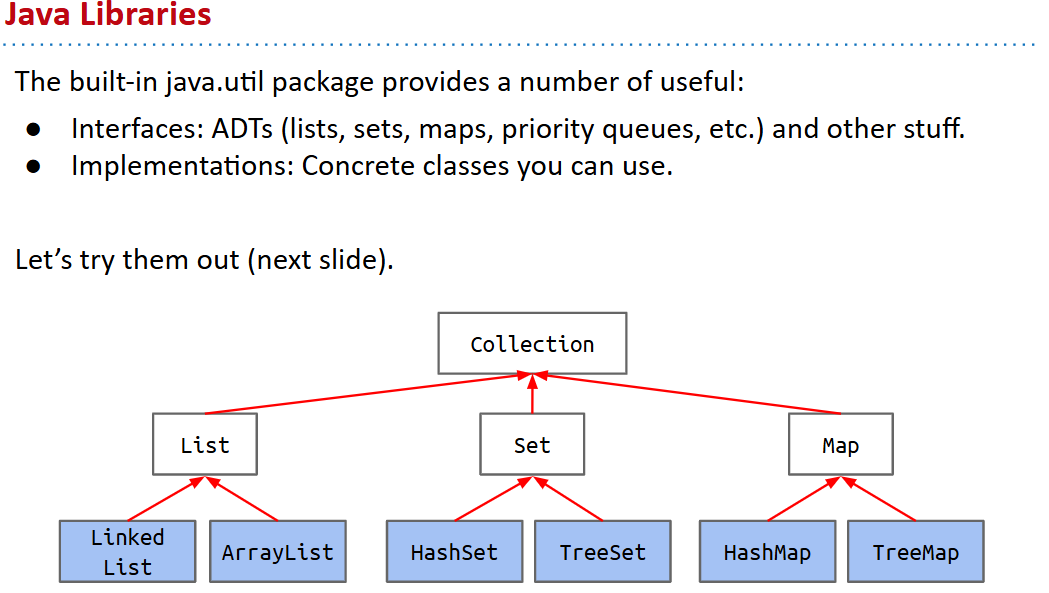 Java Libraries
The built-in java.util package provides a number of useful:
● Interfaces: ADTs (lists, sets, maps, priority queues, etc.) and other stuff.
● Implementations: Concrete classes you can use.
Let’s try them out (next slide).
Collection
List
Set
Map
Linked
List
ArrayList
HashSet
TreeSet
HashMap
TreeMap